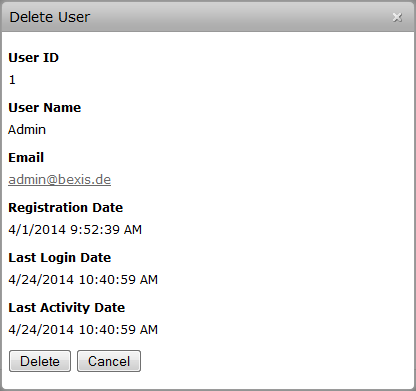 Delete User
User ID
1
User Name
Admin
Email
admin@bexis.de
Registration Date
4/1/2014 9:52:39 AM
Last Login Date
4/24/2014 10:40:59 AM
Last Activity Date
4/24/2014 10:40:59 AM
Delete Cancel